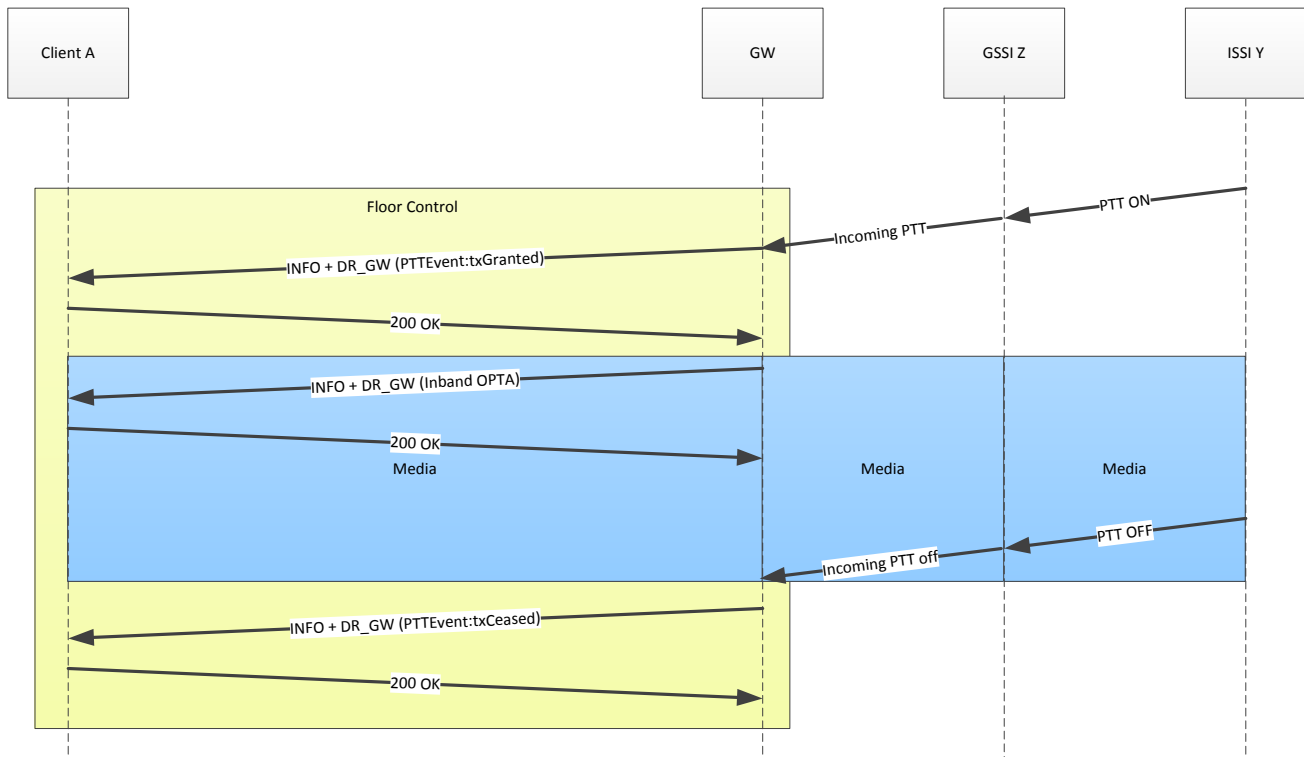 Client A
GW
GSSI Z
ISSI Y
Floor Control
PTT ON
Incoming PTT
INFO + DR_GW (PTTEvent:txGranted)
200 OK
INFO + DR_GW (Inband OPTA)
200 OK
Media
Media
Media
PTT OFF
Incoming PTT off
INFO + DR_GW (PTTEvent:txCeased)
200 OK